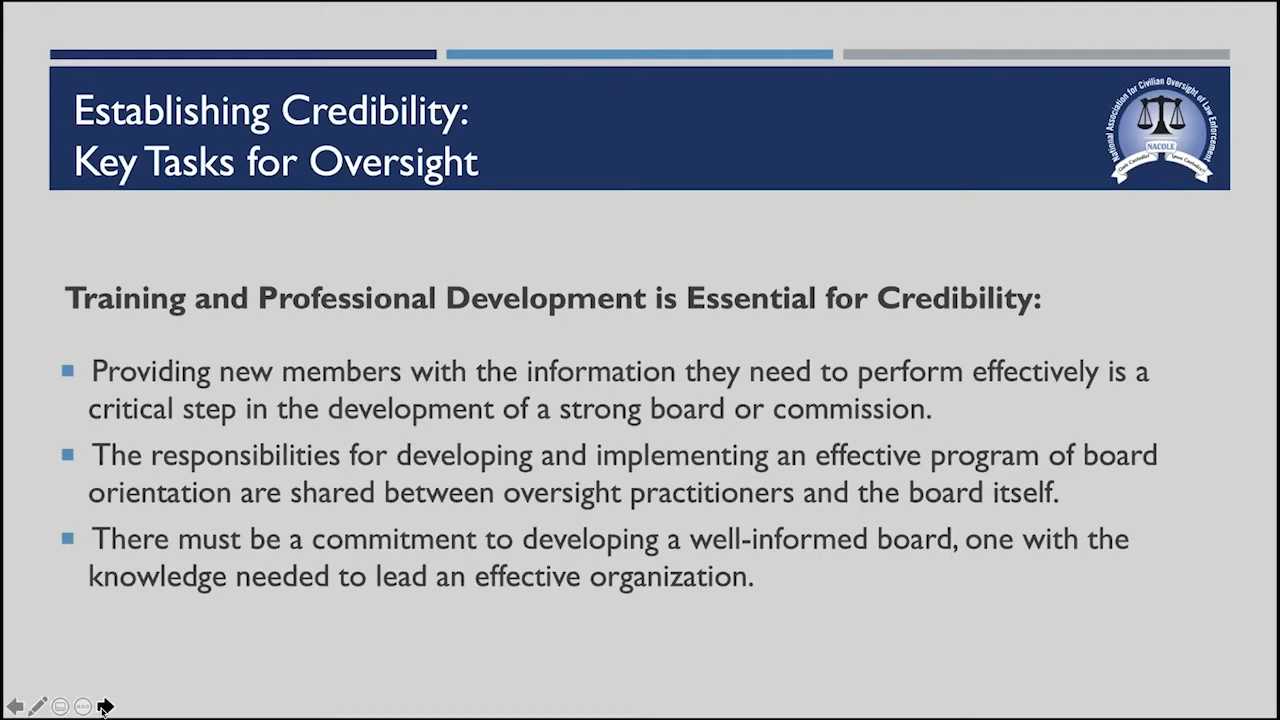 Establishing Credibility:
Key Tasks for Oversight
National Association for Civilian Oversight of Law Enforcement
NACOLE
Training and Professional Development is Essential for Credibility:
Providing new members with the information they need to perform effectively is a
critical step in the development of a strong board or commission.
The responsibilities for developing and implementing an effective program of board
orientation are shared between oversight practitioners and the board itself.
There must be a commitment to developing a well-informed board, one with the
knowledge needed to lead an effective organization.